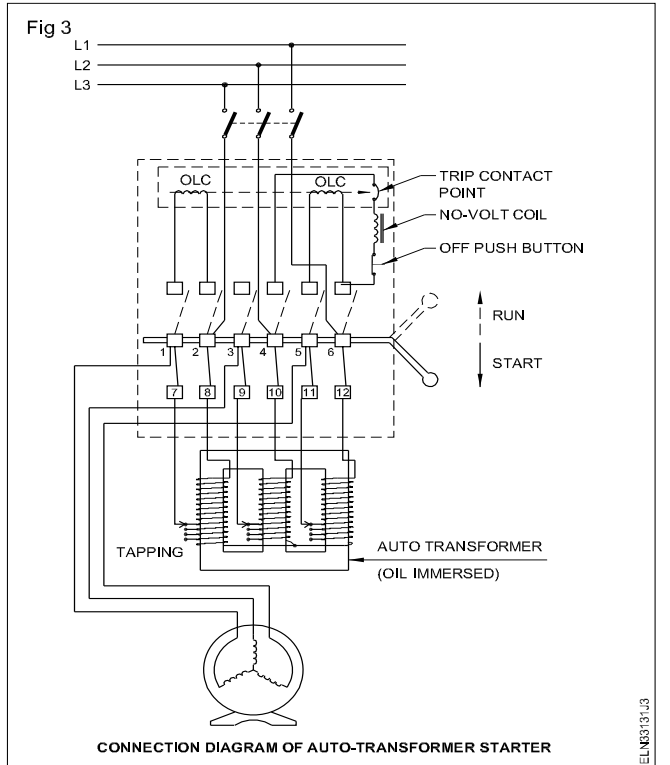 Fig 3
L1
L2
L3
OLC OLC
TRIP CONTACT
POINT
NO-VOLT COIL
OFF PUSH BUTTON
RUN
1 2 3 4 5 6
START
7 8 9 10 11 12
TAPPING
AUTO TRANSFORMER
(OIL IMMERSED)
CONNECTION DIAGRAM OF AUTO-TRANSFORMER STARTER
ELN33131J3